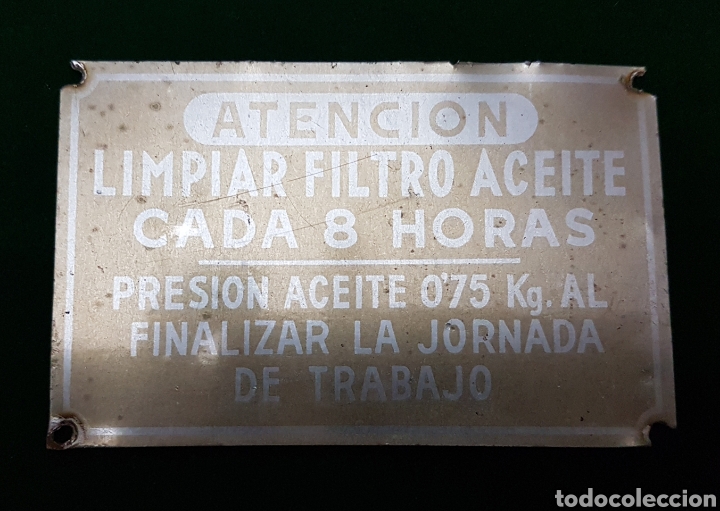 ATENCION
LIMPIAR FILTRO ACEITE
CADA 8 HORAS
PRESION ACEITE 0'75 Kg. AL
FINALIZAR LA JORNADA
DE TRABAJO
todocoleccion